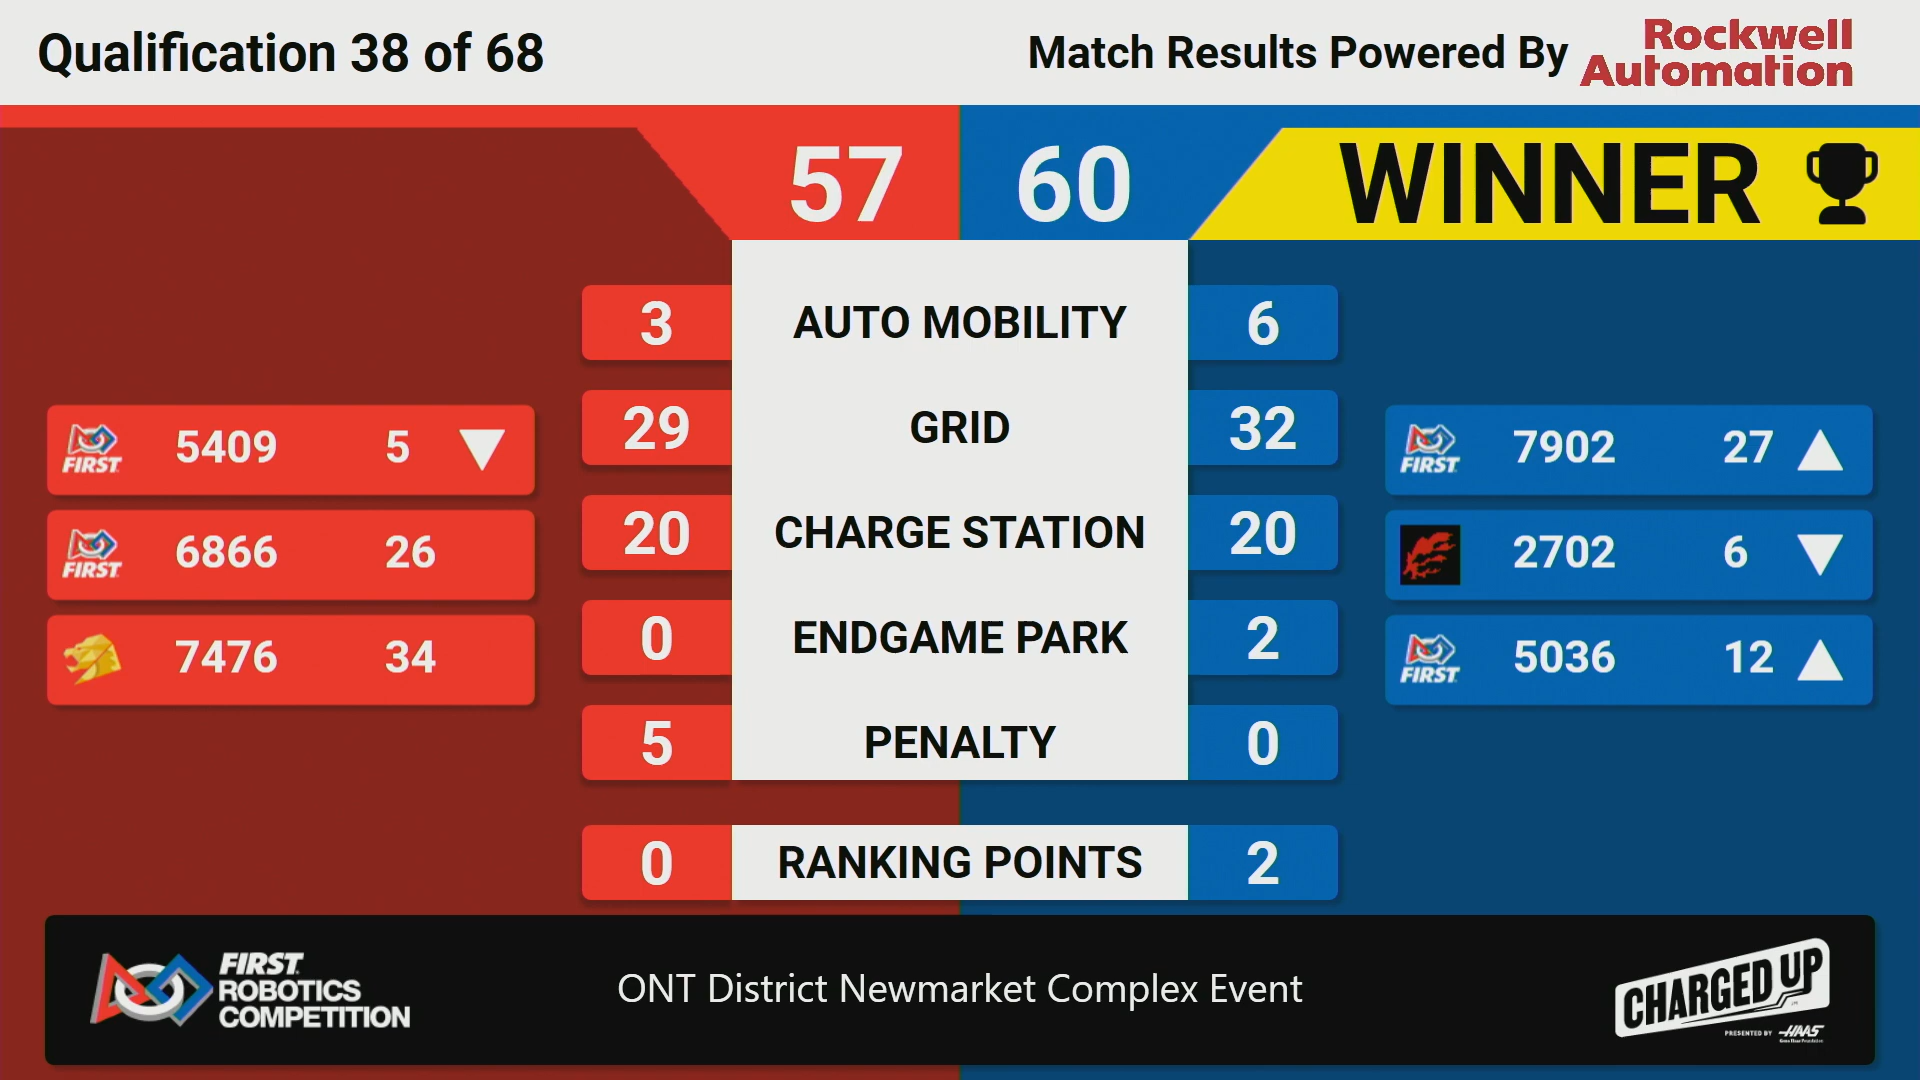 Qualification 38 of 68
Match Results Powered By
Rockwell
Automation
57 60 WINNER
3 AUTO MOBILITY 6
29 GRID 32
20 CHARGE STATION 20
0 ENDGAME PARK 2
5 PENALTY 0
0 RANKING POINTS 2
FIRST 5409 5
FIRST 6866 26
7476 34
FIRST 7902 27
2702 6
FIRST 5036 12
FIRST
ROBOTICS
COMPETITION
ONT District Newmarket Complex Event
CHARGED UP
PRESENTED BY HAAS
Gene Haas Foundation